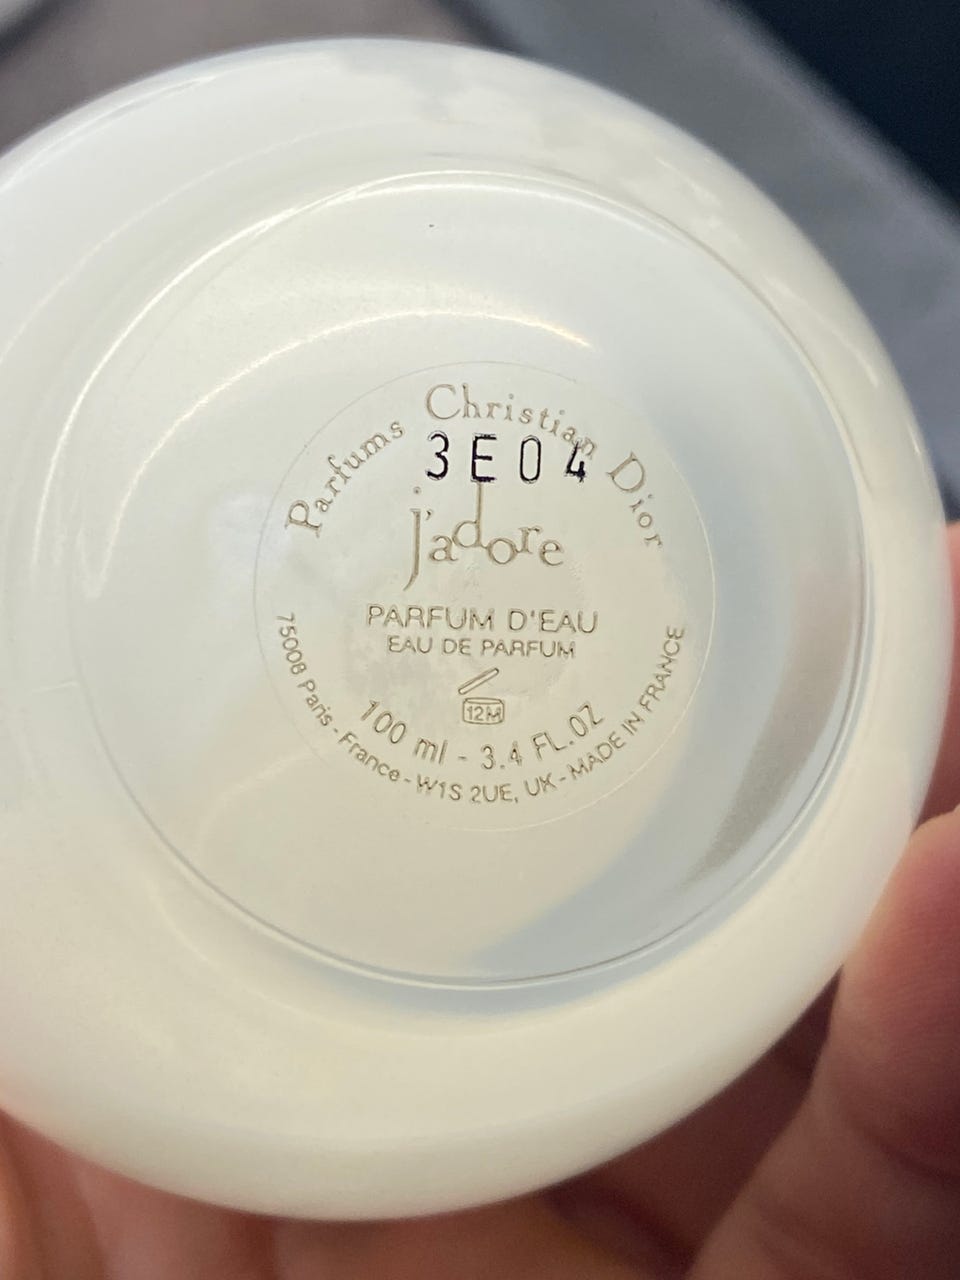 Parfums Christian Dior
3E04
j'adore
PARFUM D'EAU
EAU DE PARFUM
12M
100 ml - 3.4 FL.OZ
75008 Paris - France - W1S 2UE, UK - MADE IN FRANCE